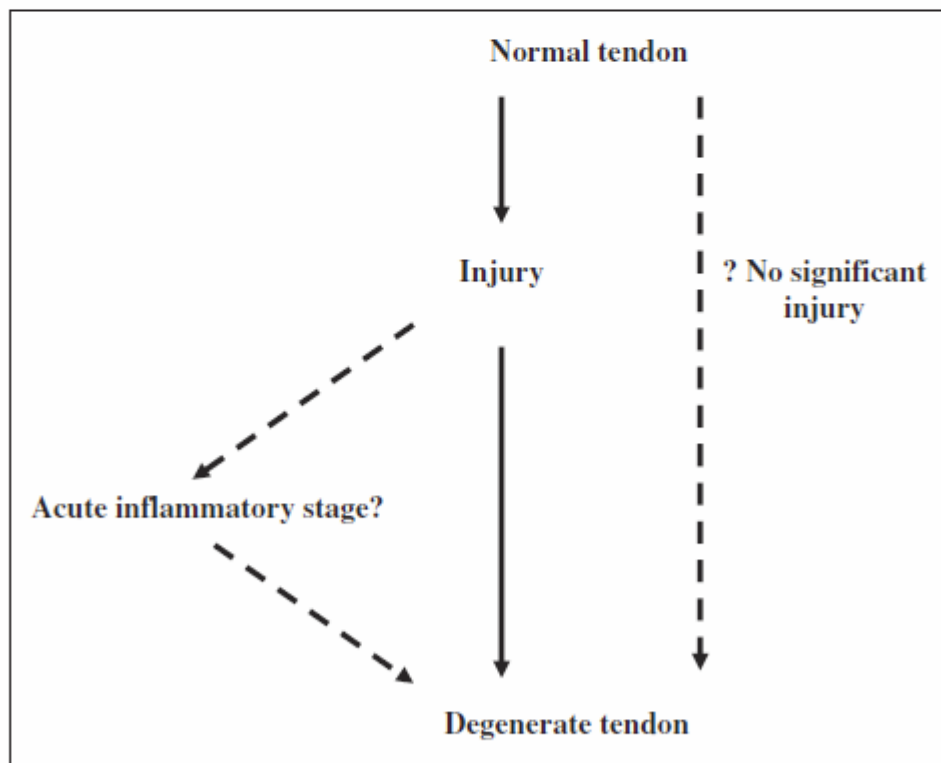 Normal tendon
Injury
? No significant
injury
Acute inflammatory stage?
Degenerate tendon